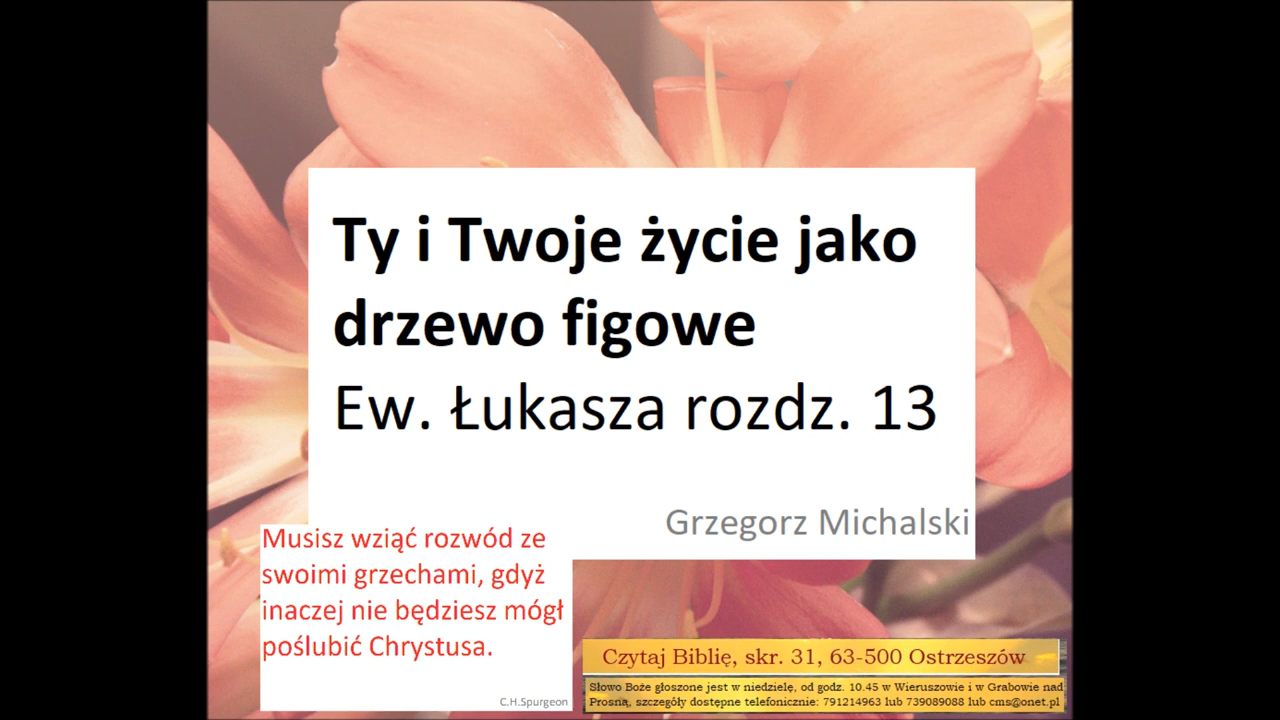 Ty i Twoje życie jako
drzewo figowe
Ew. Łukasza rozdz. 13
Grzegorz Michalski
Musisz wziąć rozwód ze
swoimi grzechami, gdyż
inaczej nie będziesz mógł
poślubić Chrystusa.
C.H.Spurgeon
Czytaj Biblię, skr. 31, 63-500 Ostrzeszów
Słowo Boże głoszone jest w niedzielę, od godz. 10.45 w Wieruszowie i w Grabowie nad
Prosną, szczegóły dostępne telefonicznie: 791214963 lub 739089088 lub cms@onet.pl